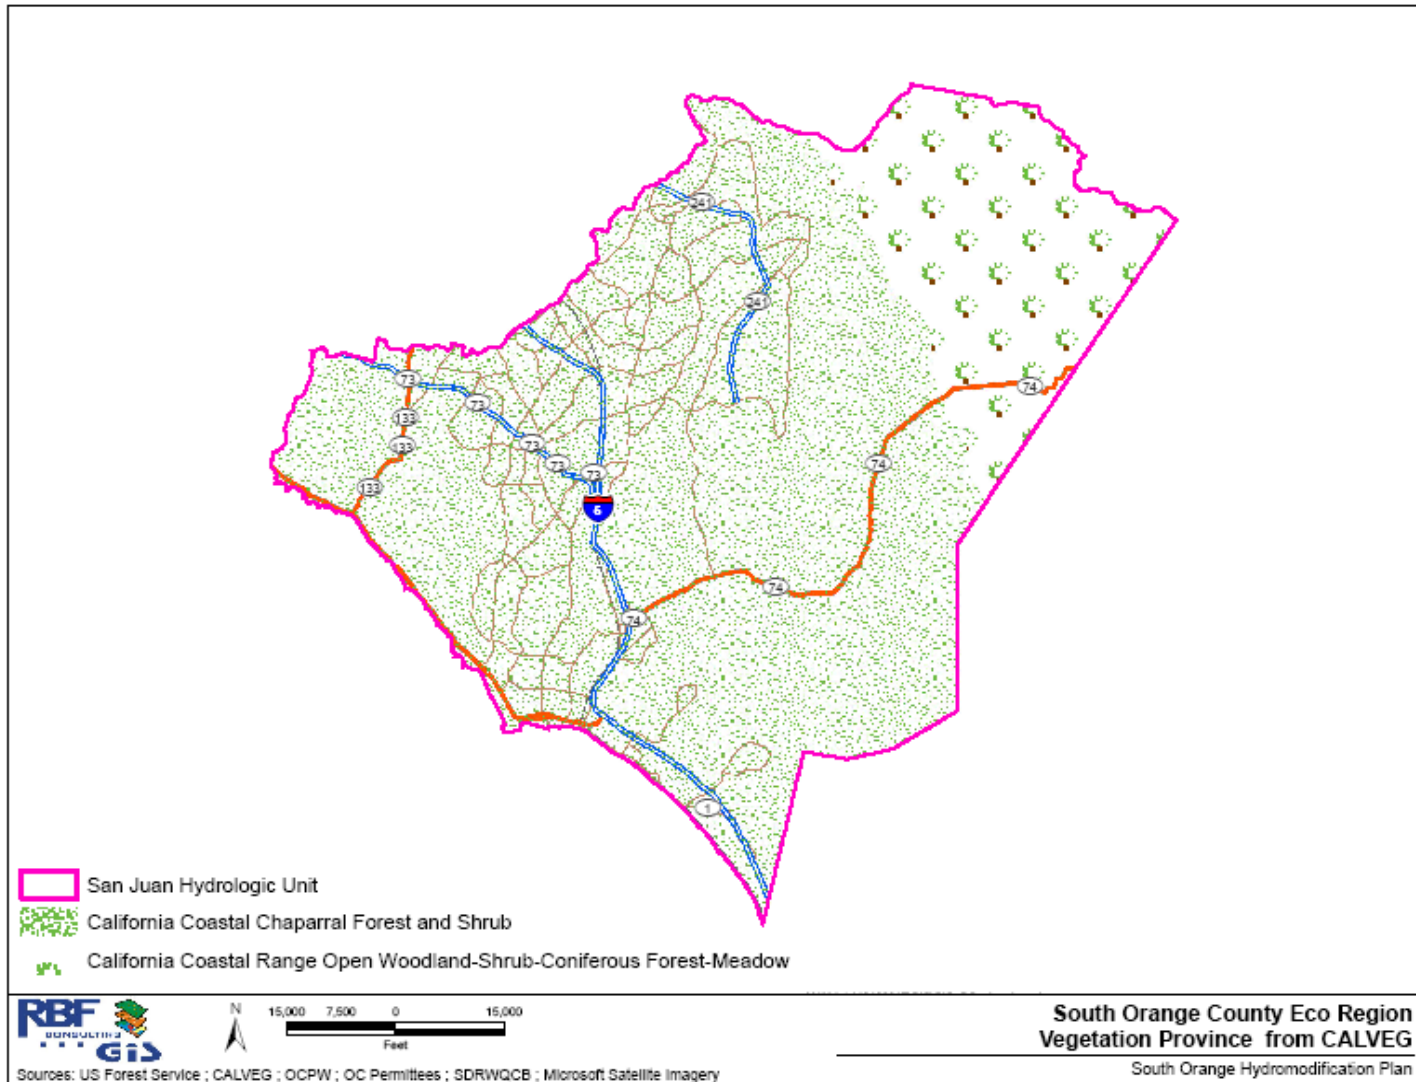 241
241
73
133
133
133
73
73
73
73
5
74
74
74
74
74
1
San Juan Hydrologic Unit
California Coastal Chaparral Forest and Shrub
California Coastal Range Open Woodland-Shrub-Coniferous Forest-Meadow
RBF
CONSULTING
GIS
N
15,000 7,500 0 15,000
Feet
South Orange County Eco Region
Vegetation Province from CALVEG
South Orange Hydromodification Plan
Sources: US Forest Service ; CALVEG ; OCPW ; OC Permittees ; SDRWQCB ; Microsoft Satellite Imagery